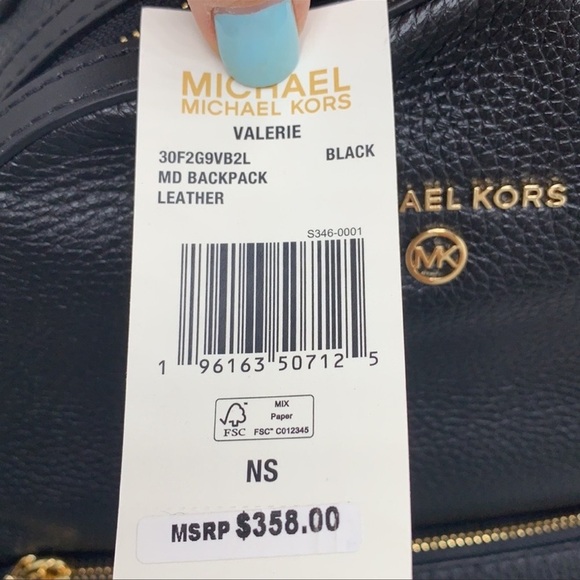 MICHAEL
MICHAEL KORS
VALERIE
30F2G9VB2L BLACK
MD BACKPACK
LEATHER
S346-0001
1 96163 50712 5
MIX
Paper
FSC FSC® C012345
NS
MSRP $358.00
AEL KORS
MK